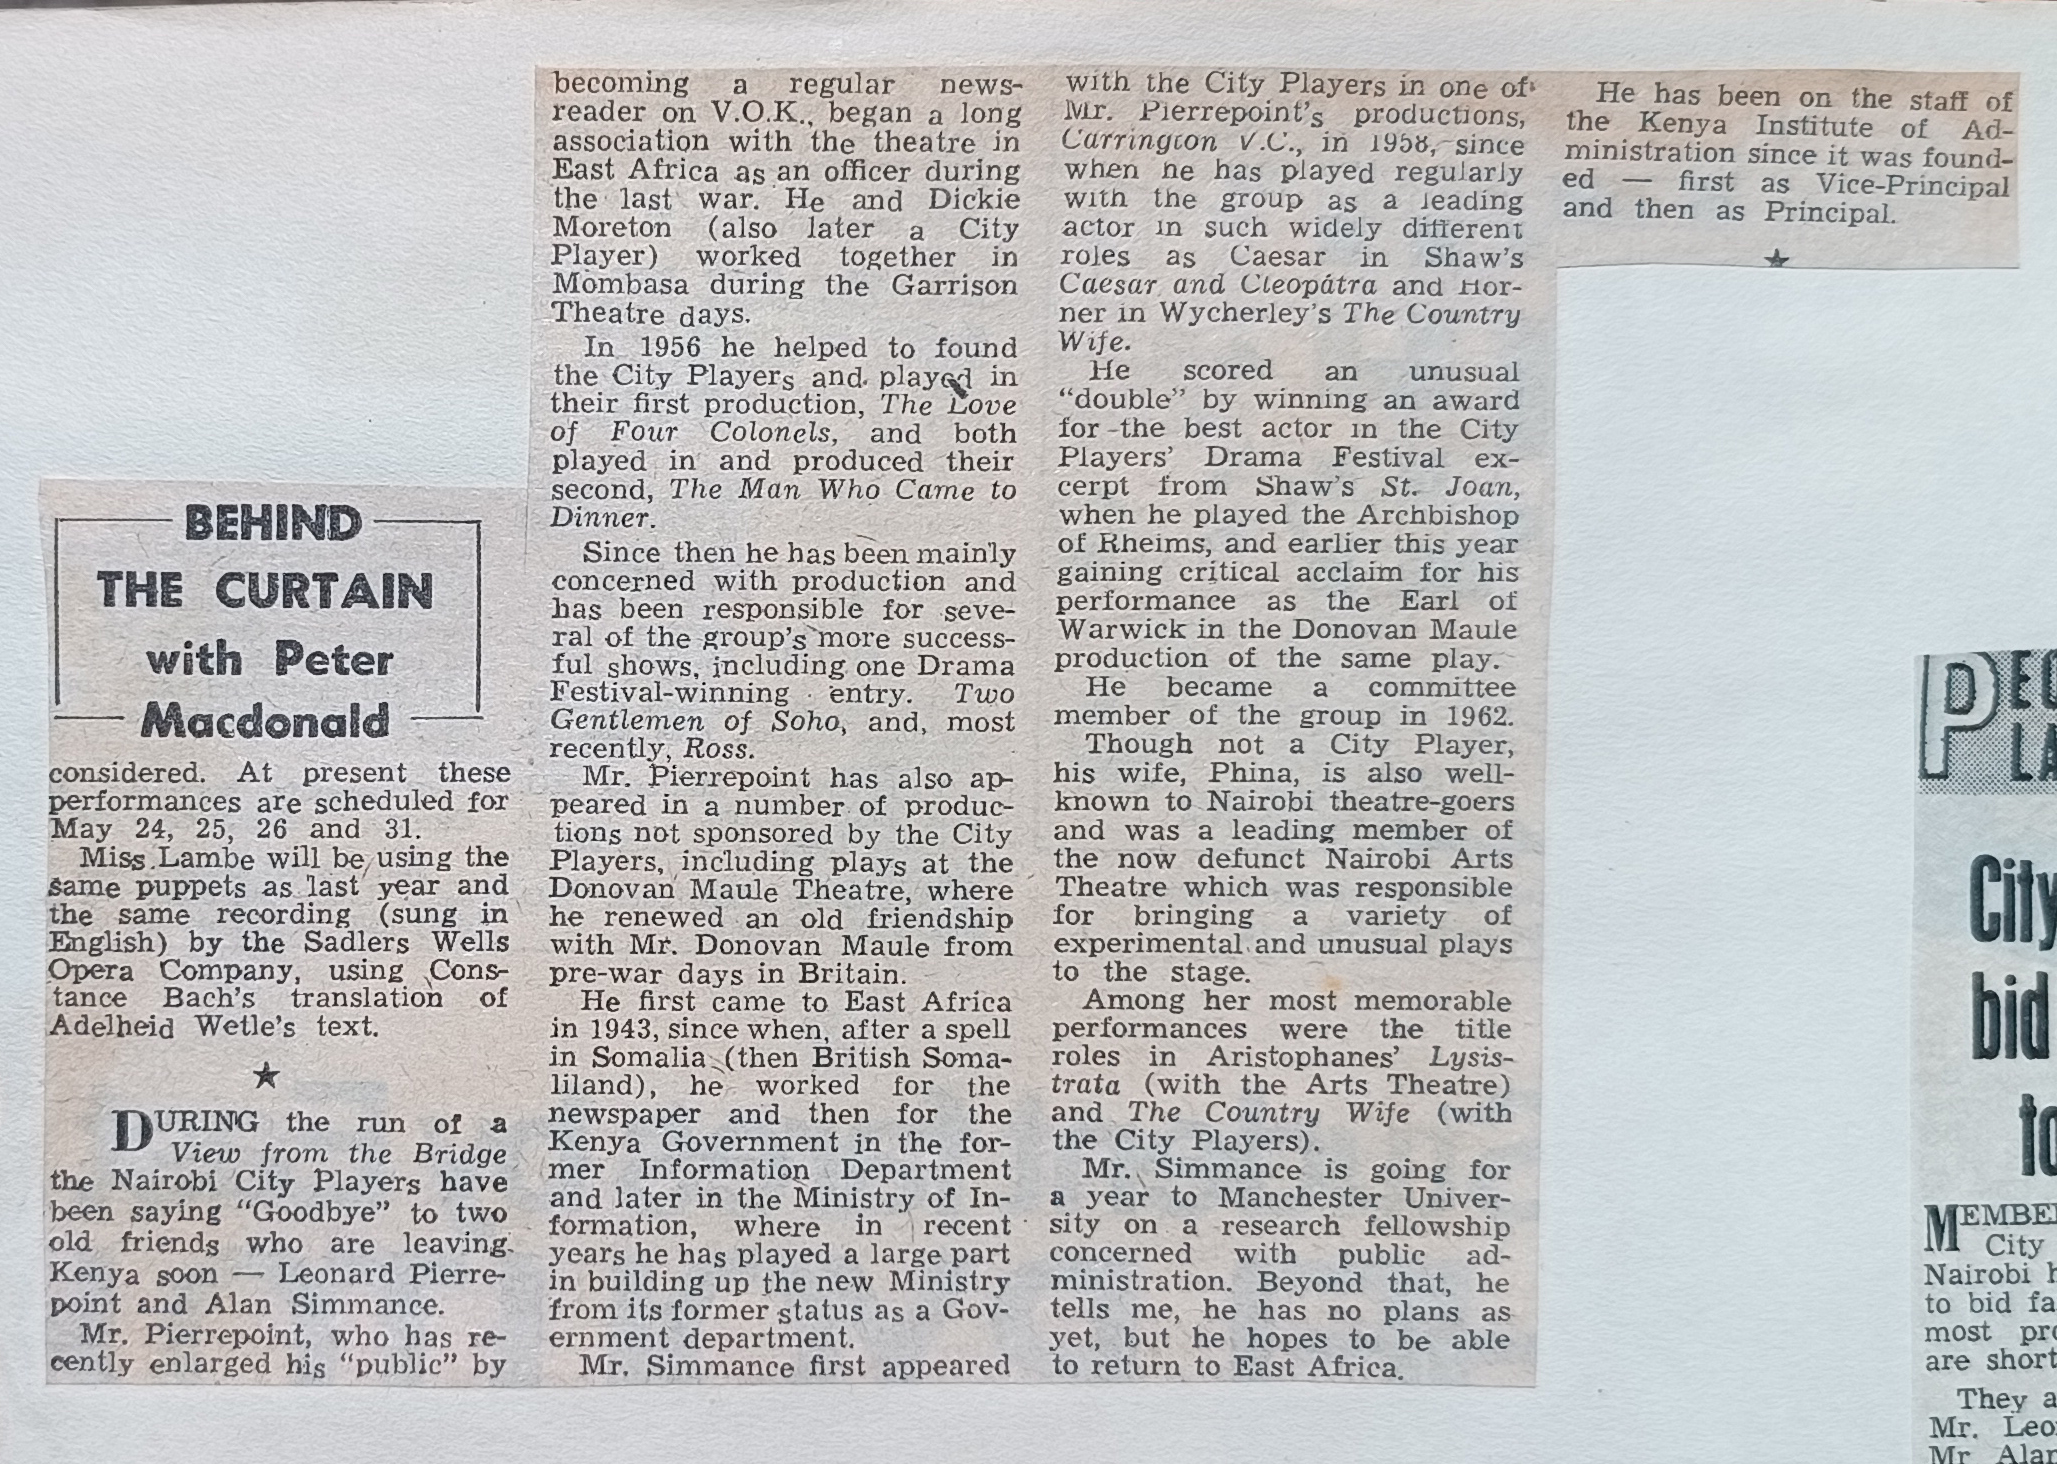 BEHIND
THE CURTAIN
with Peter
Macdonald
considered. At present these
performances are scheduled for
May 24, 25, 26 and 31.
Miss Lambe will be using the
same puppets as last year and
the same recording (sung in
English) by the Sadlers Wells
Opera Company, using Cons-
tance Bach's translation of
Adelheid Wetle's text.
★
DURING the run of a
View from the Bridge
the Nairobi City Players have
been saying "Goodbye" to two
old friends who are leaving
Kenya soon — Leonard Pierre-
point and Alan Simmance.
Mr. Pierrepoint, who has re-
cently enlarged his "public" by
becoming a regular news-
reader on V.O.K., began a long
association with the theatre in
East Africa as an officer during
the last war. He and Dickie
Moreton (also later a City
Player) worked together in
Mombasa during the Garrison
Theatre days.
In 1956 he helped to found
the City Players and played in
their first production, The Love
of Four Colonels, and both
played in and produced their
second, The Man Who Came to
Dinner.
Since then he has been mainly
concerned with production and
has been responsible for seve-
ral of the group's more success-
ful shows, including one Drama
Festival-winning entry. Two
Gentlemen of Soho, and, most
recently, Ross.
Mr. Pierrepoint has also ap-
peared in a number of produc-
tions not sponsored by the City
Players, including plays at the
Donovan Maule Theatre, where
he renewed an old friendship
with Mr. Donovan Maule from
pre-war days in Britain.
He first came to East Africa
in 1943, since when, after a spell
in Somalia (then British Soma-
liland), he worked for the
newspaper and then for the
Kenya Government in the for-
mer Information Department
and later in the Ministry of In-
formation, where in recent
years he has played a large part
in building up the new Ministry
from its former status as a Gov-
ernment department.
Mr. Simmance first appeared
with the City Players in one of
Mr. Pierrepoint's productions,
Carrington V.C., in 1958, since
when he has played regularly
with the group as a leading
actor in such widely different
roles as Caesar in Shaw's
Caesar and Cleopátra and Hor-
ner in Wycherley's The Country
Wife.
He scored an unusual
"double" by winning an award
for the best actor in the City
Players' Drama Festival ex-
cerpt from Shaw's St. Joan,
when he played the Archbishop
of Rheims, and earlier this year
gaining critical acclaim for his
performance as the Earl of
Warwick in the Donovan Maule
production of the same play.
He became a committee
member of the group in 1962.
Though not a City Player,
his wife, Phina, is also well-
known to Nairobi theatre-goers
and was a leading member of
the now defunct Nairobi Arts
Theatre which was responsible
for bringing a variety of
experimental and unusual plays
to the stage.
Among her most memorable
performances were the title
roles in Aristophanes' Lysis-
trata (with the Arts Theatre)
and The Country Wife (with
the City Players).
Mr. Simmance is going for
a year to Manchester Univer-
sity on a research fellowship
concerned with public ad-
ministration. Beyond that, he
tells me, he has no plans as
yet, but he hopes to be able
to return to East Africa.
He has been on the staff of
the Kenya Institute of Ad-
ministration since it was found-
ed — first as Vice-Principal
and then as Principal.
★
City
bid
to
MEMBE
City
Nairobi
to bid
most
are short
They
Mr.
Mr